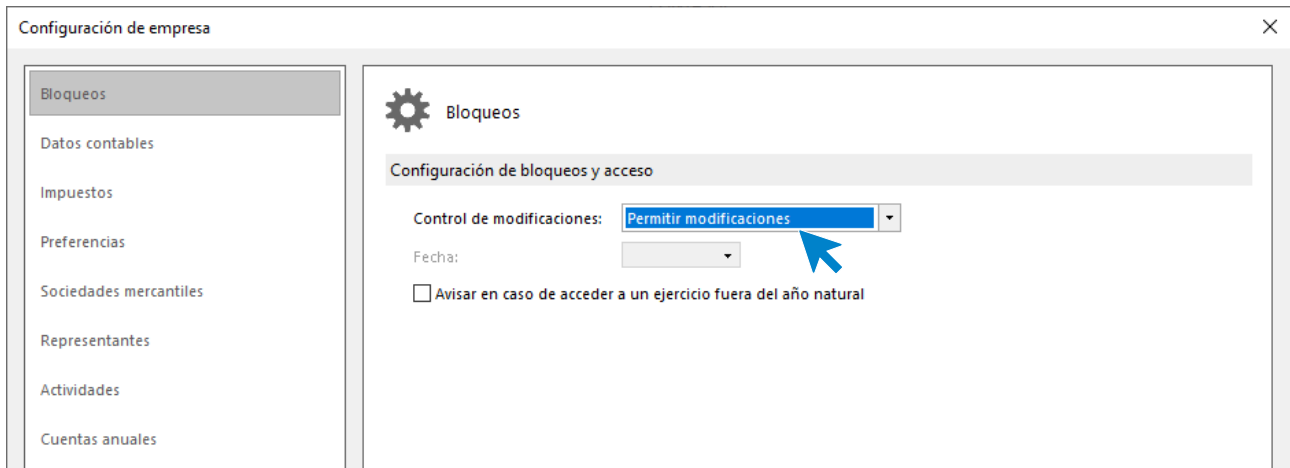 Configuración de empresa
Bloqueos
Datos contables
Impuestos
Preferencias
Sociedades mercantiles
Representantes
Actividades
Cuentas anuales
Bloqueos
Configuración de bloqueos y acceso
Control de modificaciones: Permitir modificaciones
Fecha:
Avisar en caso de acceder a un ejercicio fuera del año natural